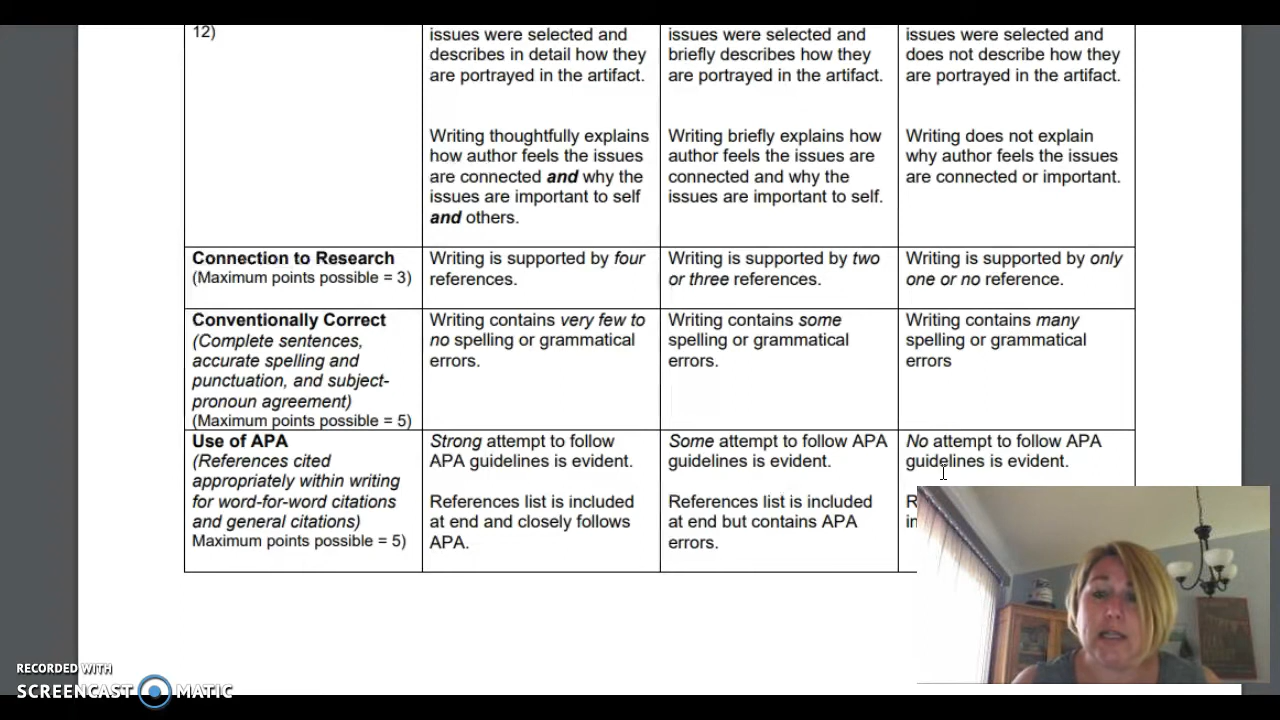 12)
issues were selected and
describes in detail how they
are portrayed in the artifact.
Writing thoughtfully explains
how author feels the issues
are connected and why the
issues are important to self
and others.
issues were selected and
briefly describes how they
are portrayed in the artifact.
Writing briefly explains how
author feels the issues are
connected and why the
issues are important to self.
issues were selected and
does not describe how they
are portrayed in the artifact.
Writing does not explain
why author feels the issues
are connected or important.
Connection to Research
(Maximum points possible = 3)
Writing is supported by four
references.
Writing is supported by two
or three references.
Writing is supported by only
one or no reference.
Conventionally Correct
(Complete sentences,
accurate spelling and
punctuation, and subject-
pronoun agreement)
(Maximum points possible = 5)
Writing contains very few to
no spelling or grammatical
errors.
Writing contains some
spelling or grammatical
errors.
Writing contains many
spelling or grammatical
errors
Use of APA
(References cited
appropriately within writing
for word-for-word citations
and general citations)
Maximum points possible = 5)
Strong attempt to follow
APA guidelines is evident.
References list is included
at end and closely follows
APA.
Some attempt to follow APA
guidelines is evident.
References list is included
at end but contains APA
errors.
No attempt to follow APA
guidelines is evident.
RECORDED WITH
SCREENCAST MATIC